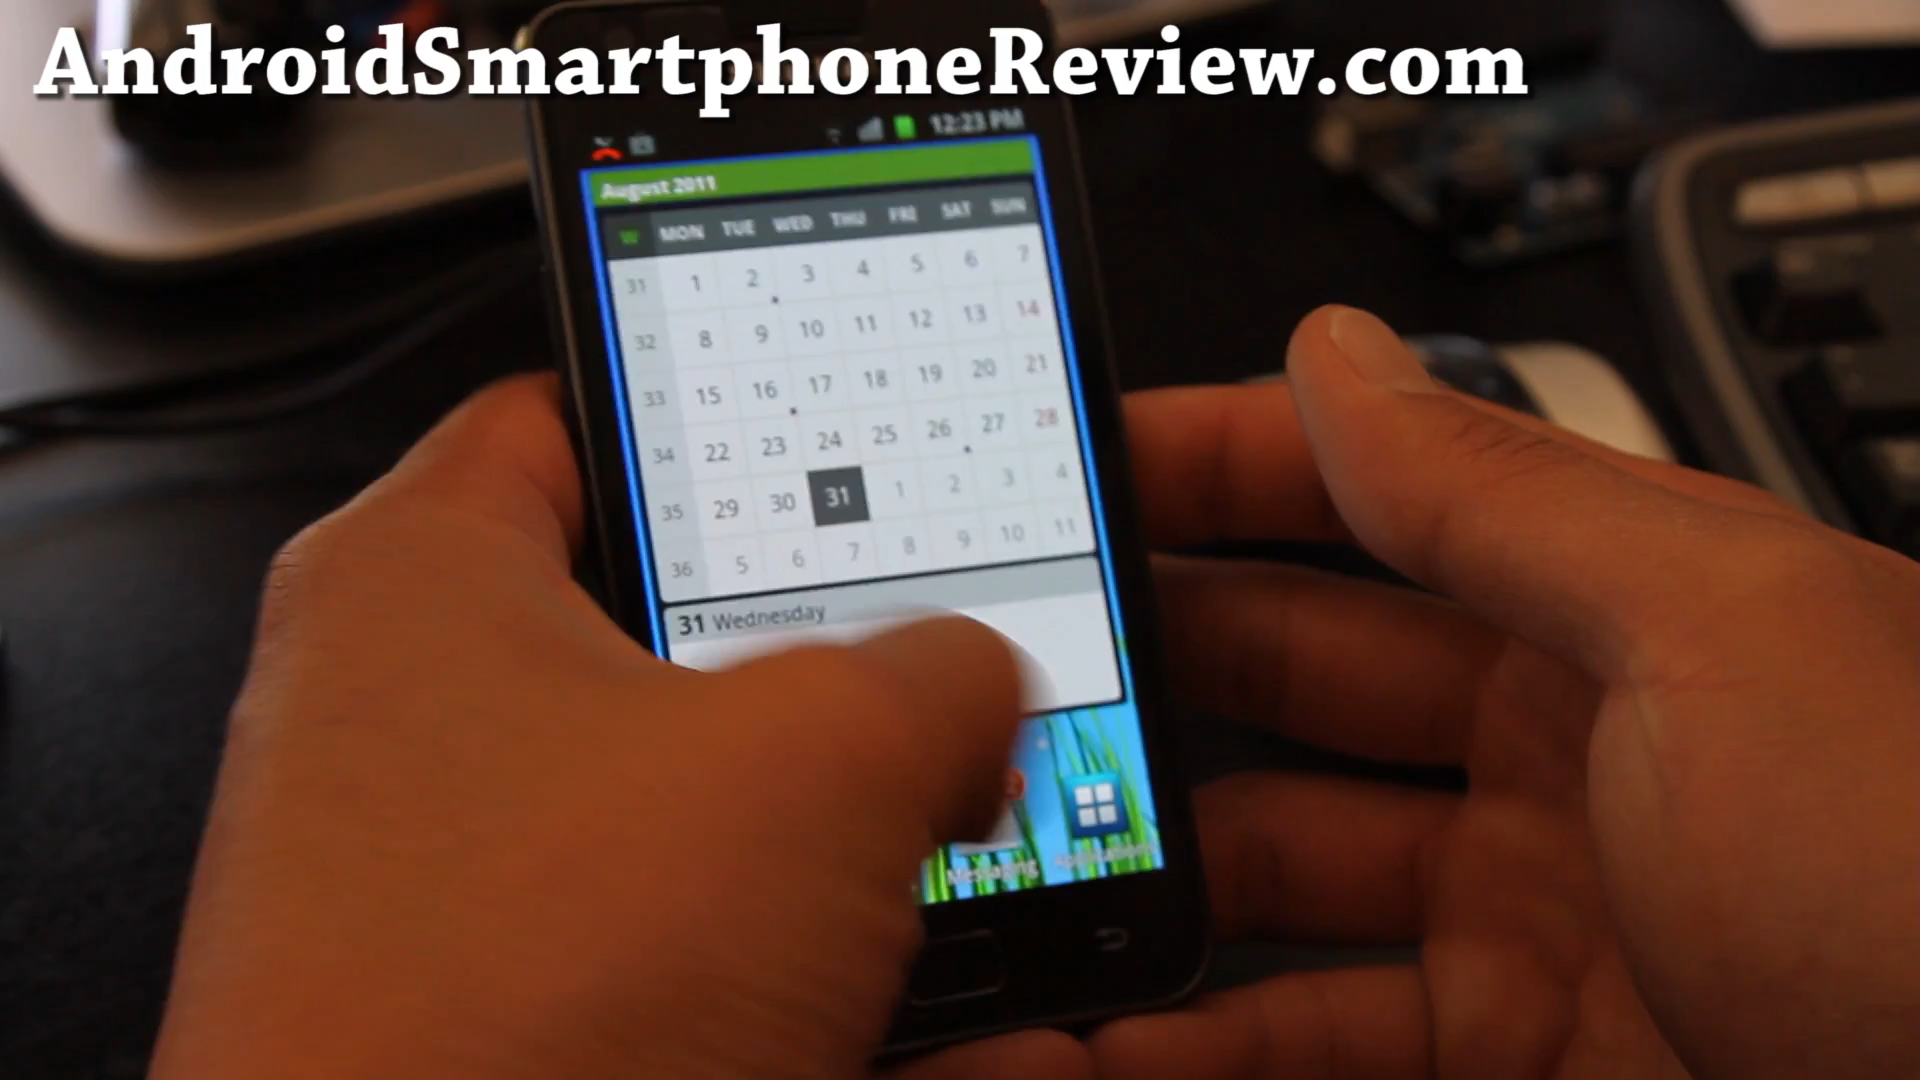 AndroidSmartphoneReview.com
12:23 PM
August 2011
W MON TUE WED THU FRI SAT SUN
31 1 2 3 4 5 6 7
32 8 9 10 11 12 13 14
33 15 16 17 18 19 20 21
34 22 23 24 25 26 27 28
35 29 30 31 1 2 3 4
36 5 6 7 8 9 10 11
31 Wednesday
Messaging Applications